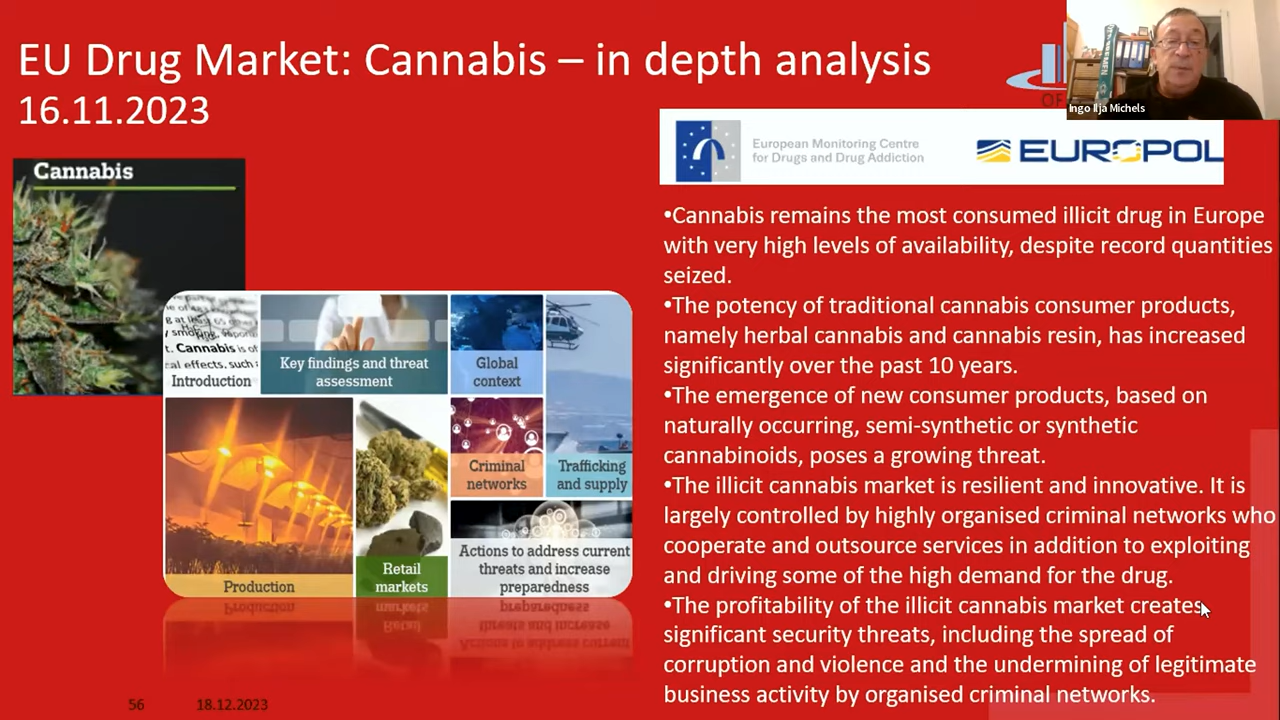 EU Drug Market: Cannabis – in depth analysis
16.11.2023
Ingo Ilja Michels
European Monitoring Centre
for Drugs and Drug Addiction
EUROPOL
Cannabis
t. Cannabis is of
al effects, such
Introduction
Key findings and threat
assessment
Global
context
Criminal
networks
Trafficking
and supply
Production
Retail
markets
Actions to address current
threats and increase
preparedness
•Cannabis remains the most consumed illicit drug in Europe
with very high levels of availability, despite record quantities
seized.
•The potency of traditional cannabis consumer products,
namely herbal cannabis and cannabis resin, has increased
significantly over the past 10 years.
•The emergence of new consumer products, based on
naturally occurring, semi-synthetic or synthetic
cannabinoids, poses a growing threat.
•The illicit cannabis market is resilient and innovative. It is
largely controlled by highly organised criminal networks who
cooperate and outsource services in addition to exploiting
and driving some of the high demand for the drug.
•The profitability of the illicit cannabis market creates
significant security threats, including the spread of
corruption and violence and the undermining of legitimate
business activity by organised criminal networks.
56
18.12.2023